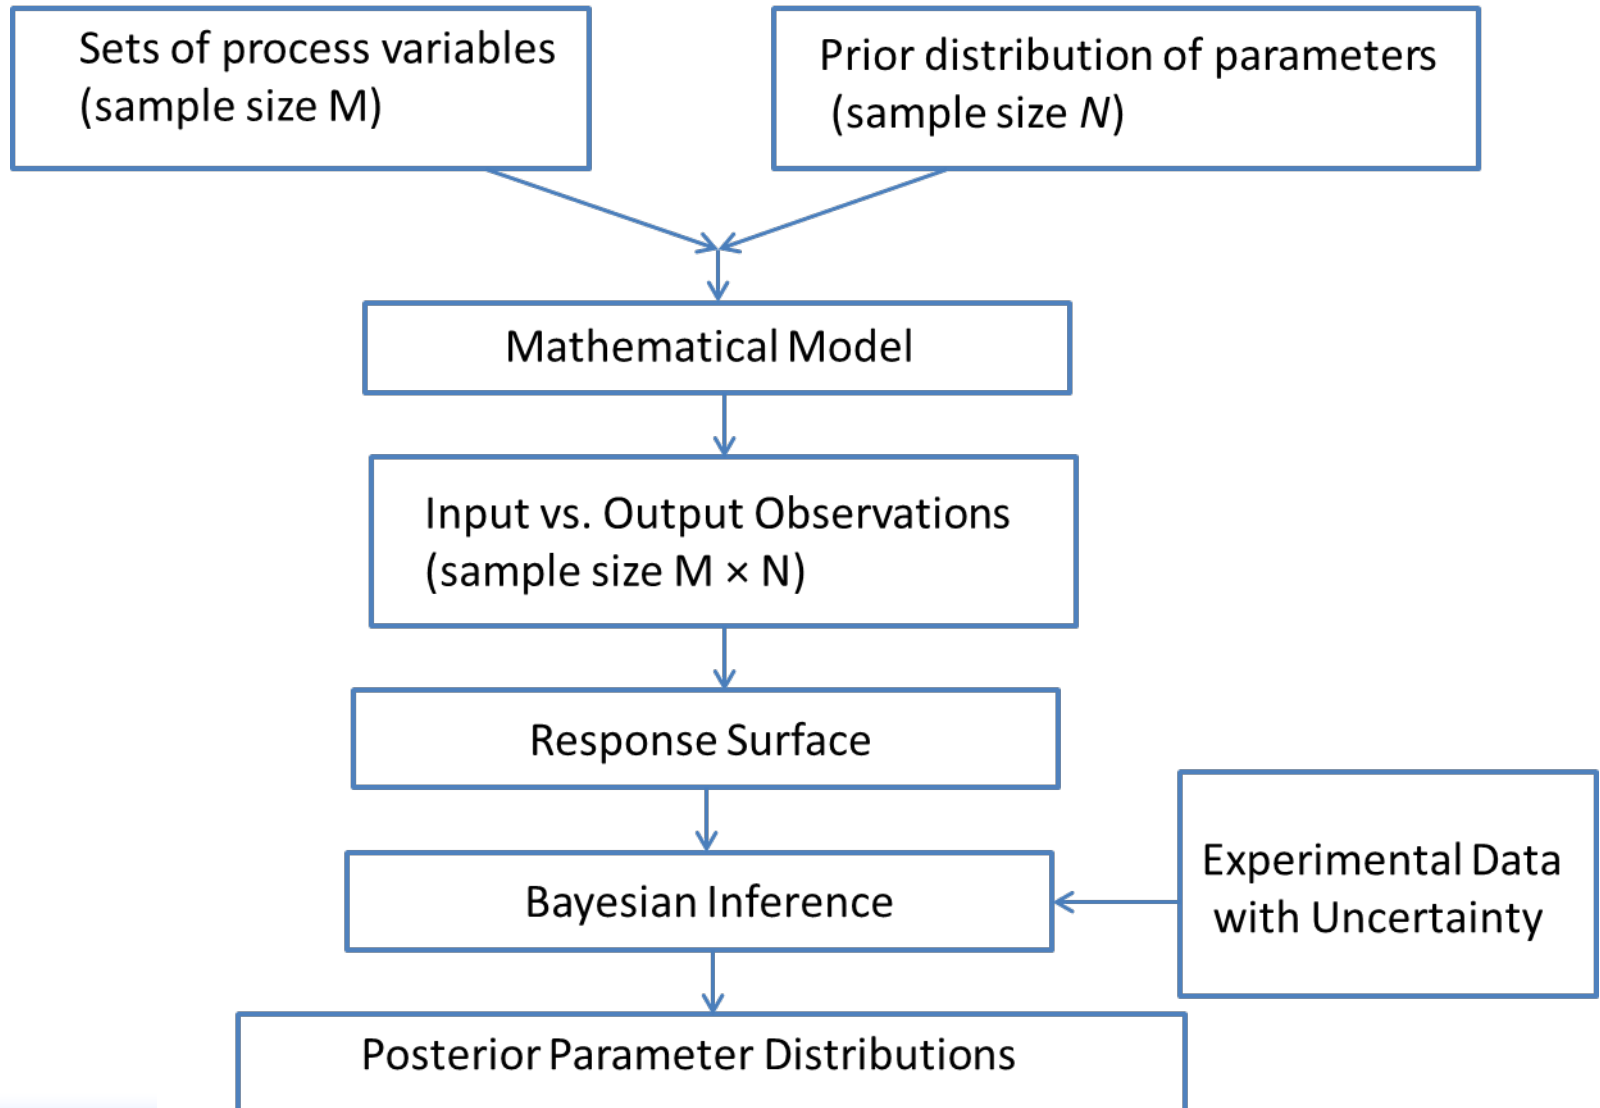 Sets of process variables
(sample size M)
Prior distribution of parameters
(sample size N)
Mathematical Model
Input vs. Output Observations
(sample size M × N)
Response Surface
Bayesian Inference
Experimental Data
with Uncertainty
Posterior Parameter Distributions